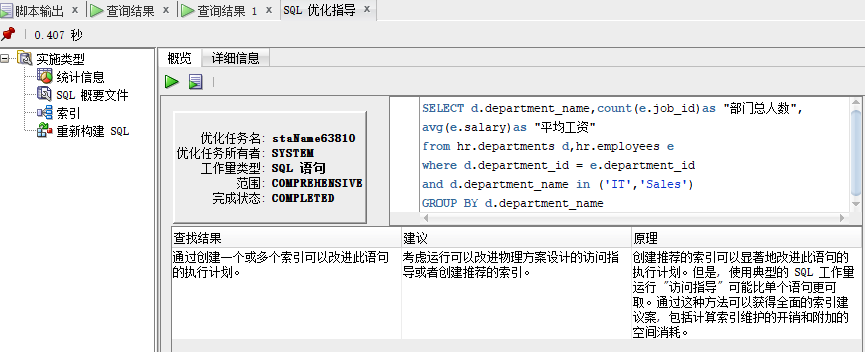 脚本输出 × 查询结果 × 查询结果 1 × SQL 优化指导 ×
0.407 秒
实施类型
统计信息
SQL 概要文件
索引
重新构建 SQL
概览 详细信息
优化任务名: staName63810
优化任务所有者: SYSTEM
工作量类型: SQL 语句
范围: COMPREHENSIVE
完成状态: COMPLETED
SELECT d.department_name,count(e.job_id)as "部门总人数",
avg(e.salary)as "平均工资"
from hr.departments d,hr.employees e
where d.department_id = e.department_id
and d.department_name in ('IT','Sales')
GROUP BY d.department_name
查找结果 建议 原理
通过创建一个或多个索引可以改进此语句
的执行计划。
考虑运行可以改进物理方案设计的访问指
导或者创建推荐的索引。
创建推荐的索引可以显著地改进此语句的
执行计划。但是, 使用典型的 SQL 工作量
运行 "访问指导" 可能比单个语句更可
取。通过这种方法可以获得全面的索引建
议案, 包括计算索引维护的开销和附加的
空间消耗。